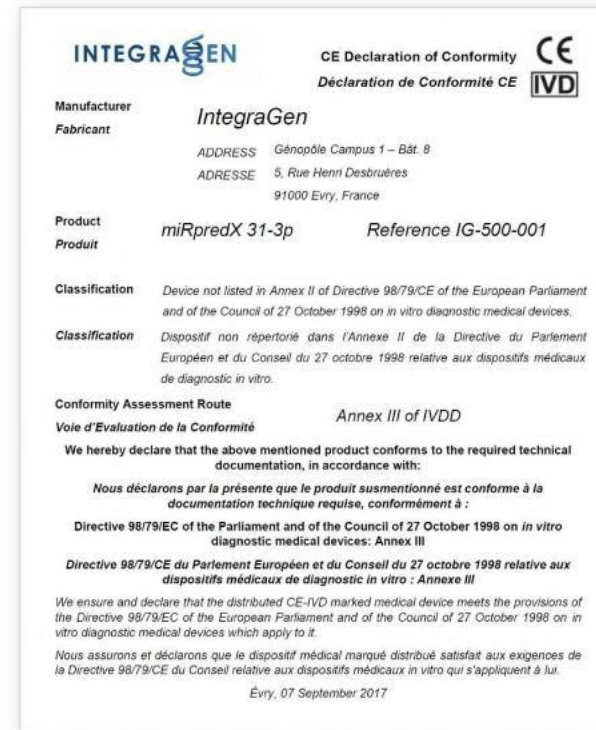 INTEGRAGEN
CE Declaration of Conformity
Déclaration de Conformité CE
CE
IVD
Manufacturer
Fabricant
IntegraGen
ADDRESS Génopôle Campus 1 – Bât. 8
ADRESSE 5, Rue Henri Desbruères
91000 Evry, France
Product
Produit
miRpredX 31-3p Reference IG-500-001
Classification Device not listed in Annex II of Directive 98/79/CE of the European Parliament
and of the Council of 27 October 1998 on in vitro diagnostic medical devices.
Classification Dispositif non répertorié dans l'Annexe II de la Directive du Parlement
Européen et du Conseil du 27 octobre 1998 relative aux dispositifs médicaux
de diagnostic in vitro.
Conformity Assessment Route
Voie d'Evaluation de la Conformité
Annex III of IVDD
We hereby declare that the above mentioned product conforms to the required technical
documentation, in accordance with:
Nous déclarons par la présente que le produit susmentionné est conforme à la
documentation technique requise, conformément à :
Directive 98/79/EC of the Parliament and of the Council of 27 October 1998 on in vitro
diagnostic medical devices: Annex III
Directive 98/79/CE du Parlement Européen et du Conseil du 27 octobre 1998 relative aux
dispositifs médicaux de diagnostic in vitro : Annexe III
We ensure and declare that the distributed CE-IVD marked medical device meets the provisions of
the Directive 98/79/EC of the European Parliament and of the Council of 27 October 1998 on in
vitro diagnostic medical devices which apply to it.
Nous assurons et déclarons que le dispositif médical marqué distribué satisfait aux exigences de
la Directive 98/79/CE du Conseil relative aux dispositifs médicaux in vitro qui s'appliquent à lui.
Évry, 07 September 2017